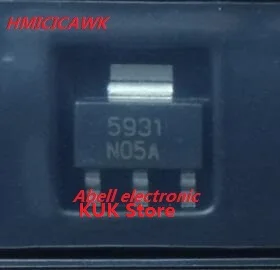 HMICICAWK
5931
N05A
Abell electronic
KUK Store